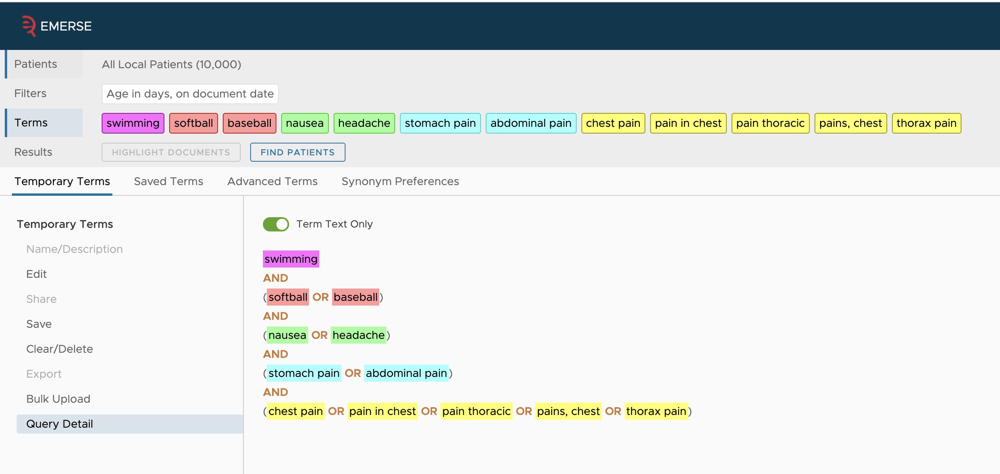 EMERSE
Patients
All Local Patients (10,000)
Filters
Age in days, on document date
Terms
swimming softball baseball nausea headache stomach pain abdominal pain chest pain pain in chest pain thoracic pains, chest thorax pain
Results
HIGHLIGHT DOCUMENTS FIND PATIENTS
Temporary Terms Saved Terms Advanced Terms Synonym Preferences
Temporary Terms
Name/Description
Edit
Share
Save
Clear/Delete
Export
Bulk Upload
Query Detail
Term Text Only
swimming
AND
(softball OR baseball)
AND
(nausea OR headache)
AND
(stomach pain OR abdominal pain)
AND
(chest pain OR pain in chest OR pain thoracic OR pains, chest OR thorax pain)